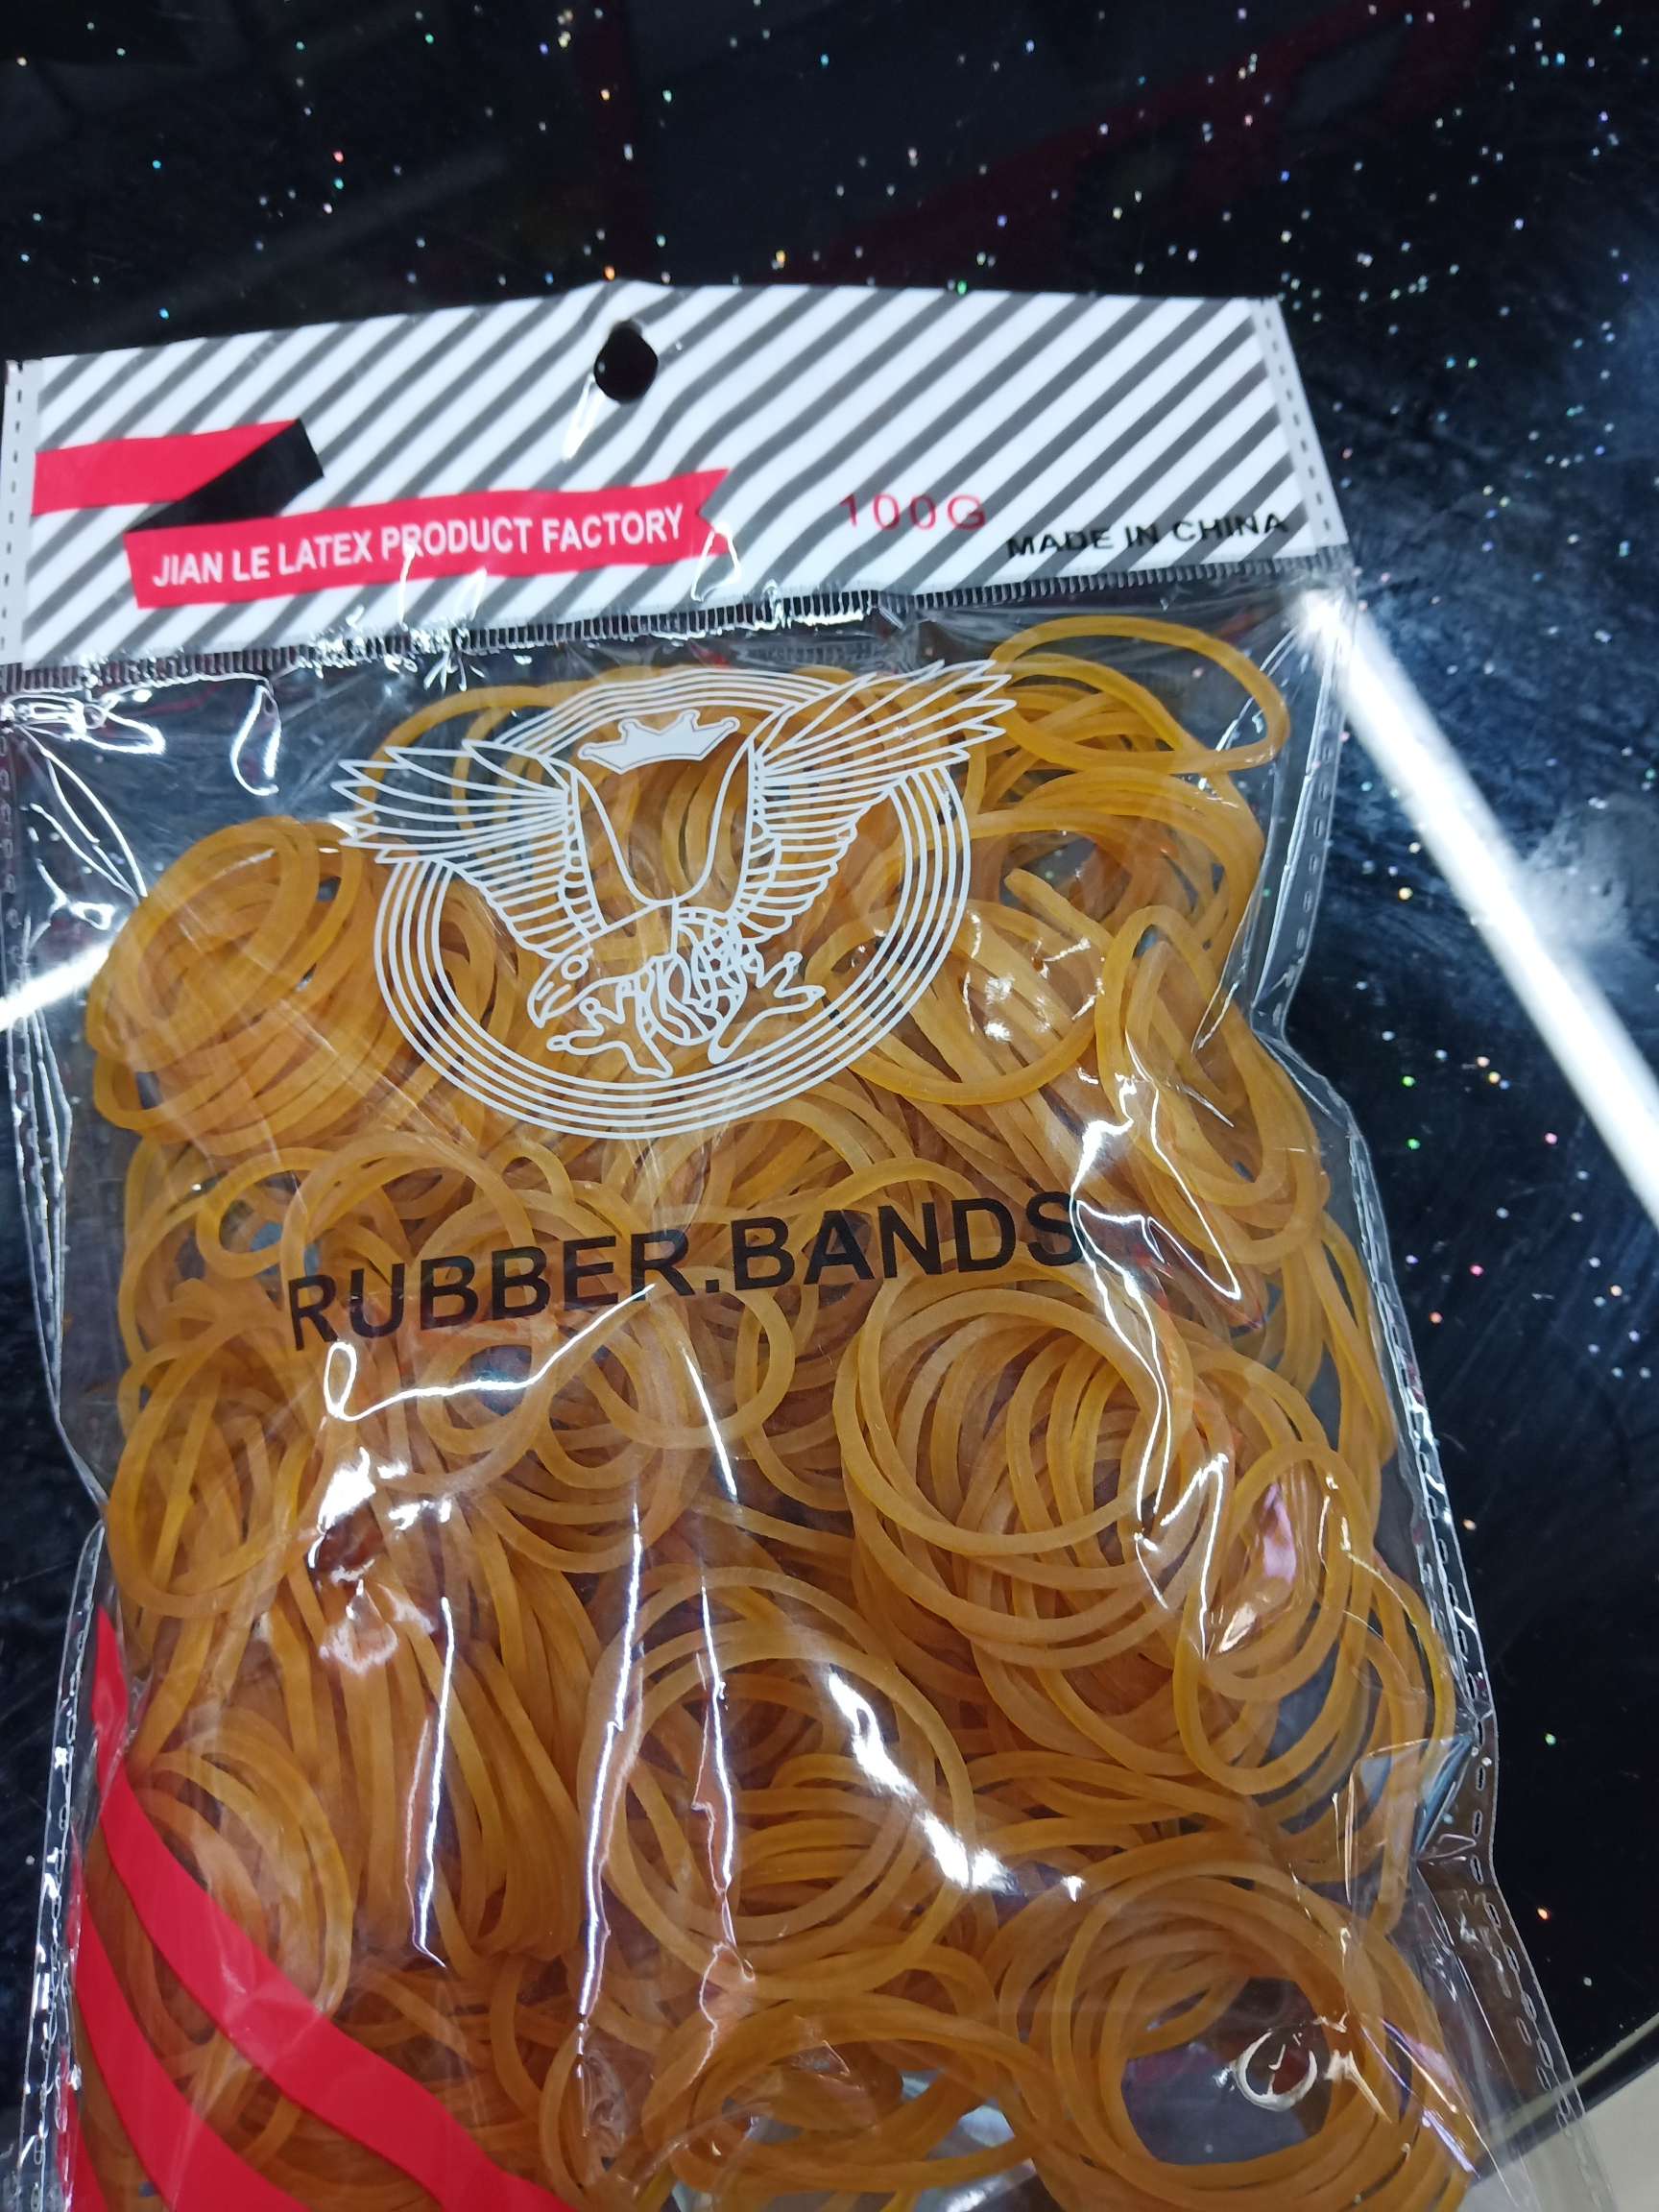 JIAN LE LATEX PRODUCT FACTORY
100G
MADE IN CHINA
RUBBER.BANDS